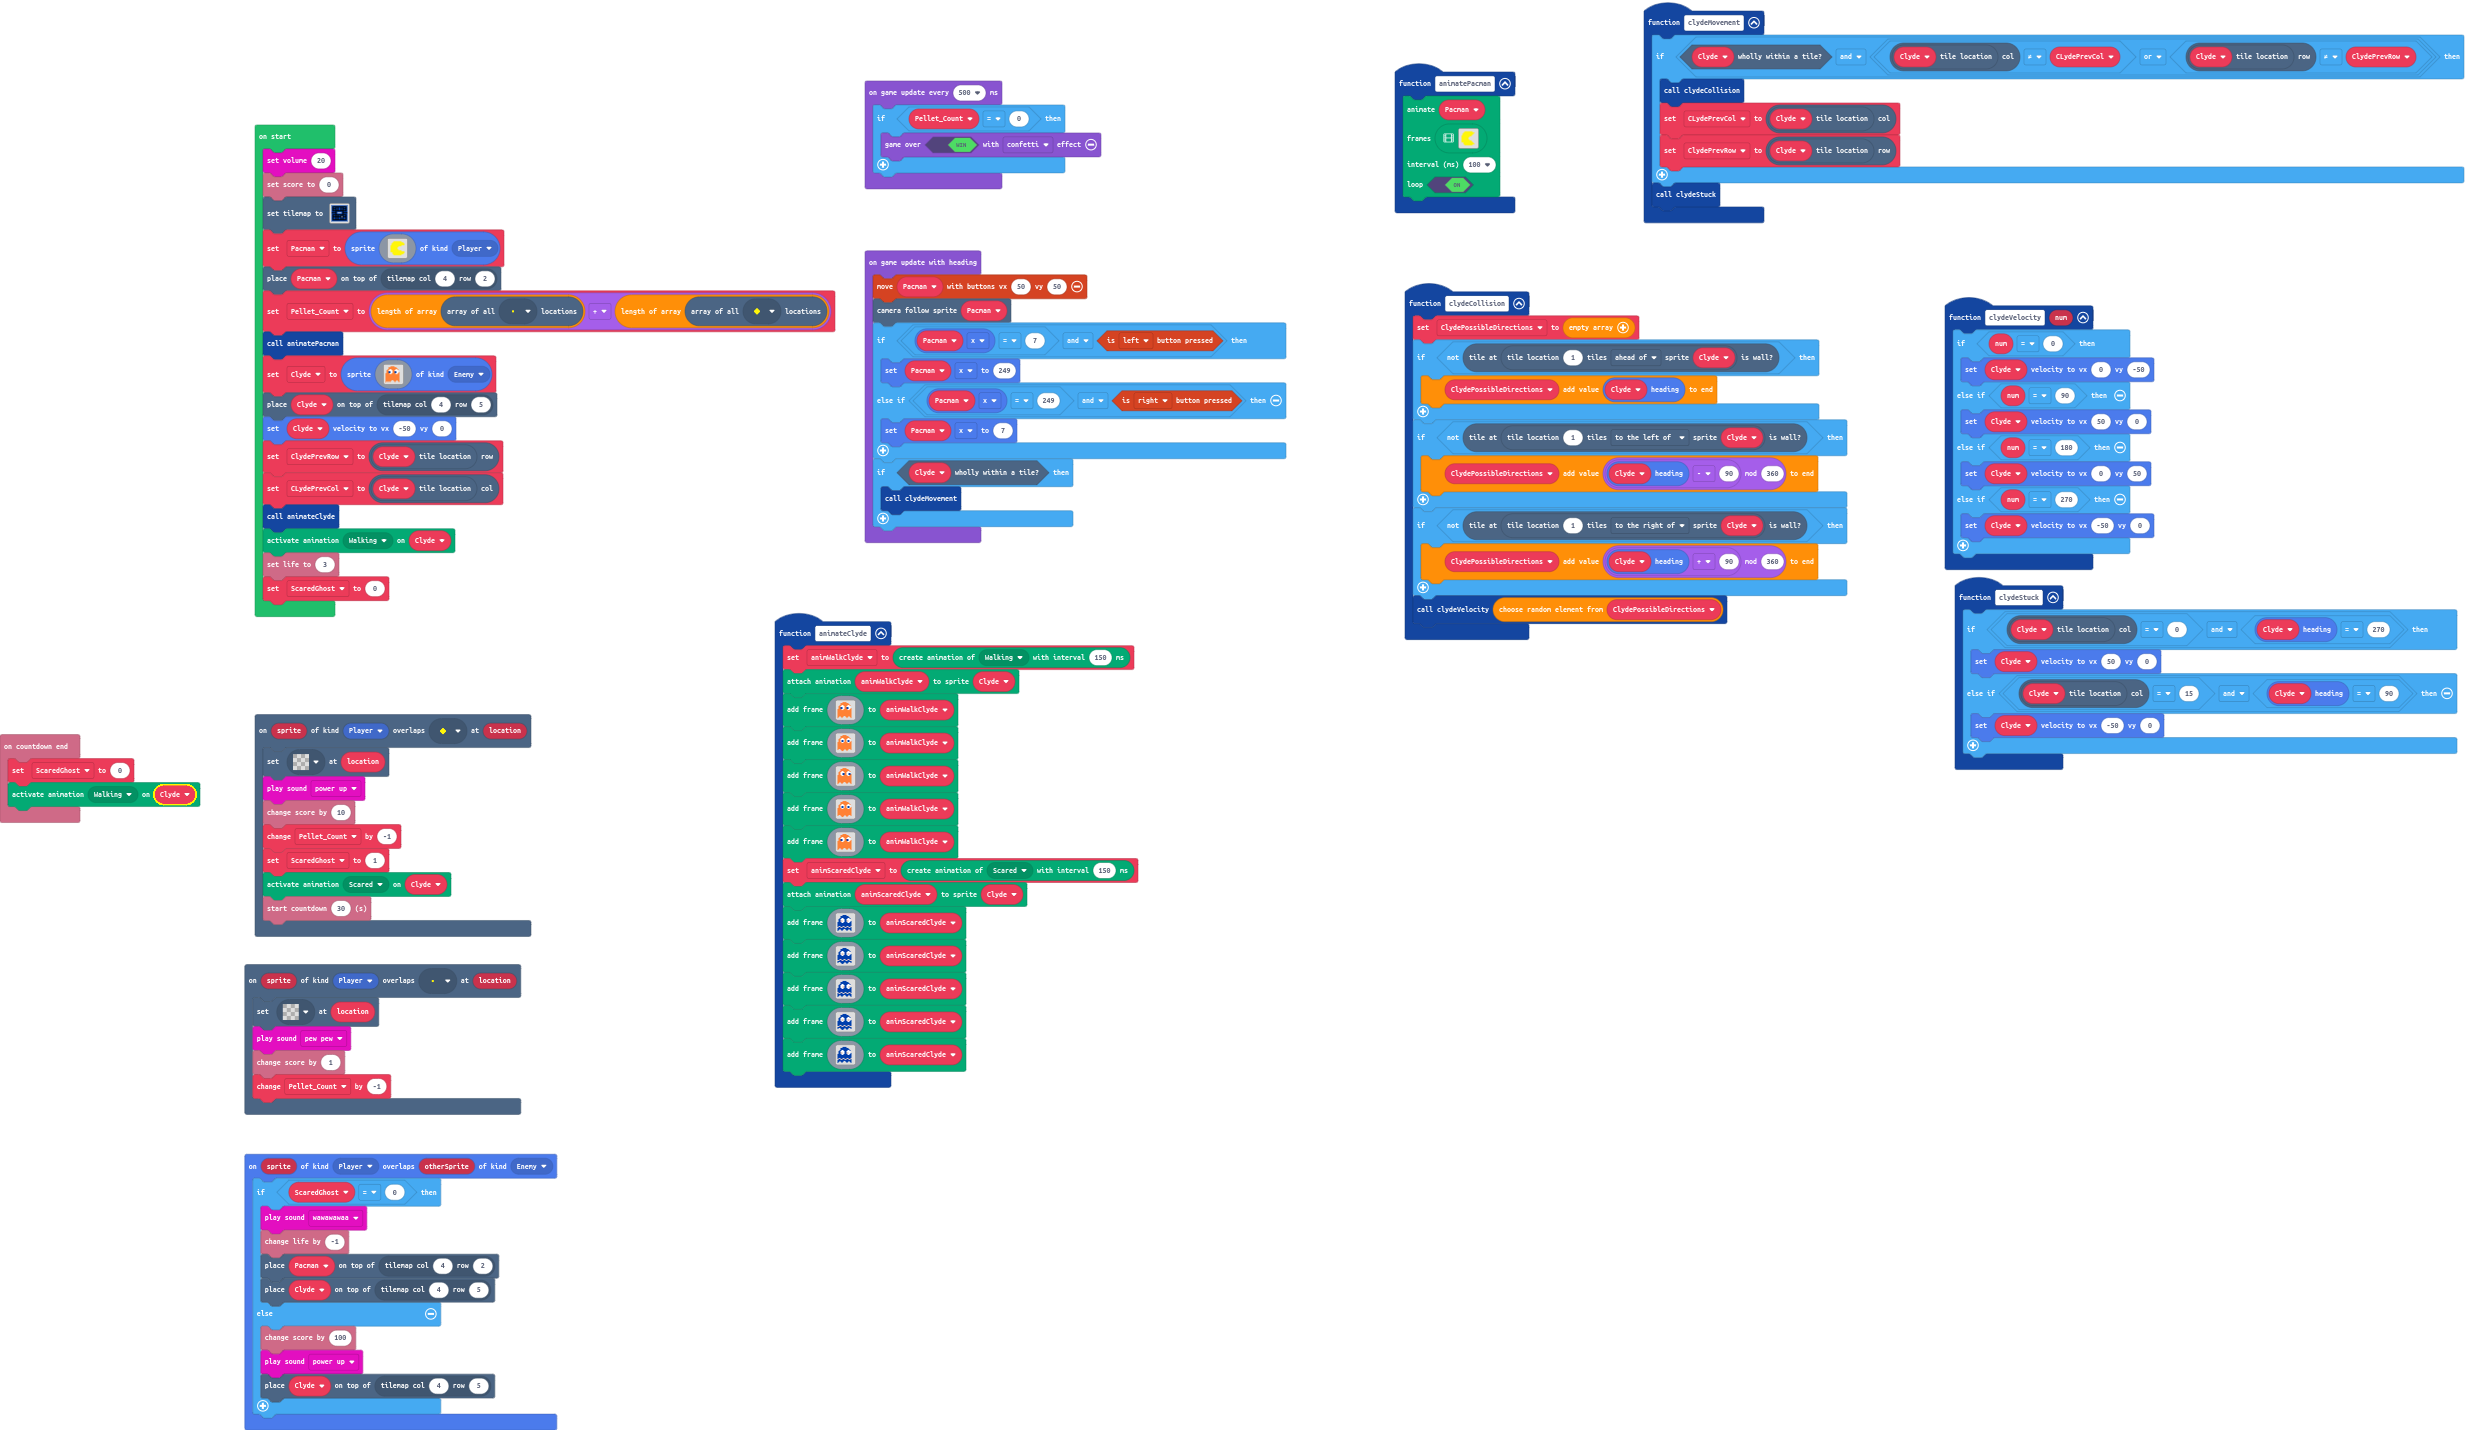 on start
set volume 20
set score to 0
set tilemap to
set Pacman to sprite of kind Player
place Pacman on top of tilemap col 4 row 2
set Pellet_Count to length of array array of all locations + length of array array of all locations
call animatePacman
set Clyde to sprite of kind Enemy
place Clyde on top of tilemap col 4 row 5
set Clyde velocity to vx -50 vy 0
set ClydePrevRow to Clyde tile location row
set CLydePrevCol to Clyde tile location col
call animateClyde
activate animation Walking on Clyde
set life to 3
set ScaredGhost to 0
on countdown end
set ScaredGhost to 0
activate animation Walking on Clyde
on sprite of kind Player overlaps at location
set at location
play sound power up
change score by 10
change Pellet_Count by -1
set ScaredGhost to 1
activate animation Scared on Clyde
start countdown 30 (s)
on sprite of kind Player overlaps at location
set at location
play sound pew pew
change score by 1
change Pellet_Count by -1
on sprite of kind Player overlaps otherSprite of kind Enemy
if ScaredGhost = 0 then
play sound wawawawaa
change life by -1
place Pacman on top of tilemap col 4 row 2
place Clyde on top of tilemap col 4 row 5
else
change score by 100
play sound power up
place Clyde on top of tilemap col 4 row 5
on game update every 500 ms
if Pellet_Count = 0 then
game over WIN with confetti effect
on game update with heading
move Pacman with buttons vx 50 vy 50
camera follow sprite Pacman
if Pacman x = 7 and is left button pressed then
set Pacman x to 249
else if Pacman x = 249 and is right button pressed then
set Pacman x to 7
if Clyde wholly within a tile? then
call clydeMovement
function animateClyde
set animWalkClyde to create animation of Walking with interval 150 ms
attach animation animWalkClyde to sprite Clyde
add frame to animWalkClyde
add frame to animWalkClyde
add frame to animWalkClyde
add frame to animWalkClyde
add frame to animWalkClyde
set animScaredClyde to create animation of Scared with interval 150 ms
attach animation animScaredClyde to sprite Clyde
add frame to animScaredClyde
add frame to animScaredClyde
add frame to animScaredClyde
add frame to animScaredClyde
add frame to animScaredClyde
function animatePacman
animate Pacman
frames
interval (ms) 100
loop ON
function clydeMovement
if Clyde wholly within a tile? and Clyde tile location col ≠ CLydePrevCol or Clyde tile location row ≠ ClydePrevRow then
call clydeCollision
set CLydePrevCol to Clyde tile location col
set ClydePrevRow to Clyde tile location row
call clydeStuck
function clydeCollision
set ClydePossibleDirections to empty array
if not tile at tile location 1 tiles ahead of sprite Clyde is wall? then
ClydePossibleDirections add value Clyde heading to end
if not tile at tile location 1 tiles to the left of sprite Clyde is wall? then
ClydePossibleDirections add value Clyde heading - 90 mod 360 to end
if not tile at tile location 1 tiles to the right of sprite Clyde is wall? then
ClydePossibleDirections add value Clyde heading + 90 mod 360 to end
call clydeVelocity choose random element from ClydePossibleDirections
function clydeVelocity num
if num = 0 then
set Clyde velocity to vx 0 vy -50
else if num = 90 then
set Clyde velocity to vx 50 vy 0
else if num = 180 then
set Clyde velocity to vx 0 vy 50
else if num = 270 then
set Clyde velocity to vx -50 vy 0
function clydeStuck
if Clyde tile location col = 0 and Clyde heading = 270 then
set Clyde velocity to vx 50 vy 0
else if Clyde tile location col = 15 and Clyde heading = 90 then
set Clyde velocity to vx -50 vy 0